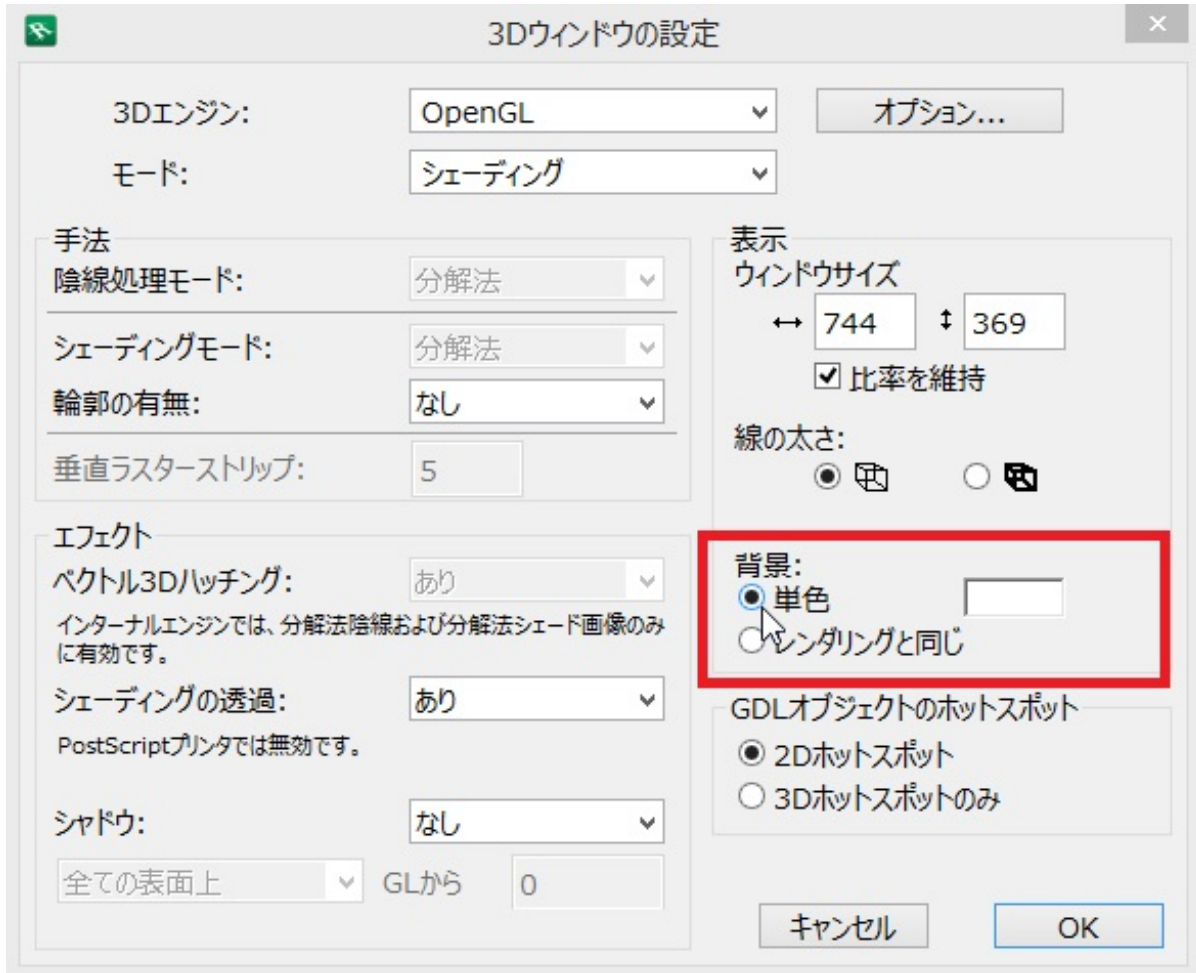 3Dウィンドウの設定
3Dエンジン:
OpenGL
オプション...
モード:
シェーディング
手法
陰線処理モード:
分解法
シェーディングモード:
分解法
輪郭の有無:
なし
垂直ラスターストリップ:
5
エフェクト
ベクトル3Dハッチング:
あり
インターナルエンジンでは、分解法陰線および分解法シェード画像のみ
に有効です。
シェーディングの透過:
あり
PostScriptプリンタでは無効です。
シャドウ:
なし
全ての表面上
GLから
0
表示
ウィンドウサイズ
744
369
比率を維持
線の太さ:
背景:
単色
レンダリングと同じ
GDLオブジェクトのホットスポット
2Dホットスポット
3Dホットスポットのみ
キャンセル
OK